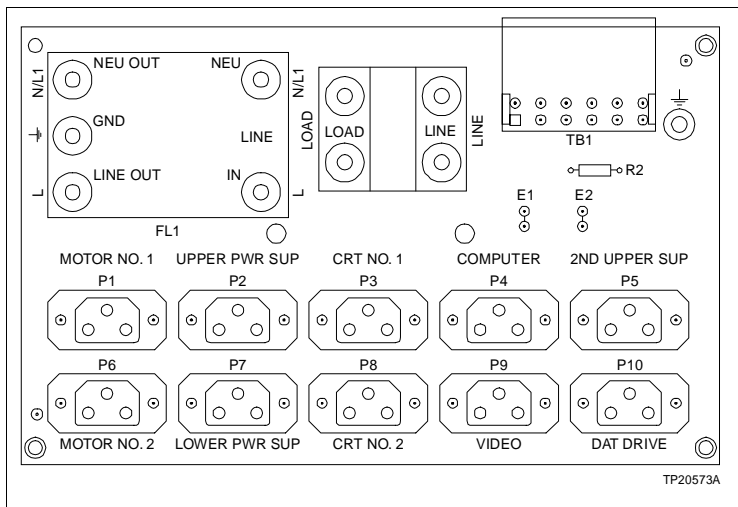 N/L1
NEU OUT
NEU
N/L1
GND
LINE
LOAD
LOAD
LINE
LINE
L
LINE OUT
IN
L
FL1
TB1
R2
E1
E2
MOTOR NO. 1
UPPER PWR SUP
CRT NO. 1
COMPUTER
2ND UPPER SUP
P1
P2
P3
P4
P5
P6
P7
P8
P9
P10
MOTOR NO. 2
LOWER PWR SUP
CRT NO. 2
VIDEO
DAT DRIVE
TP20573A